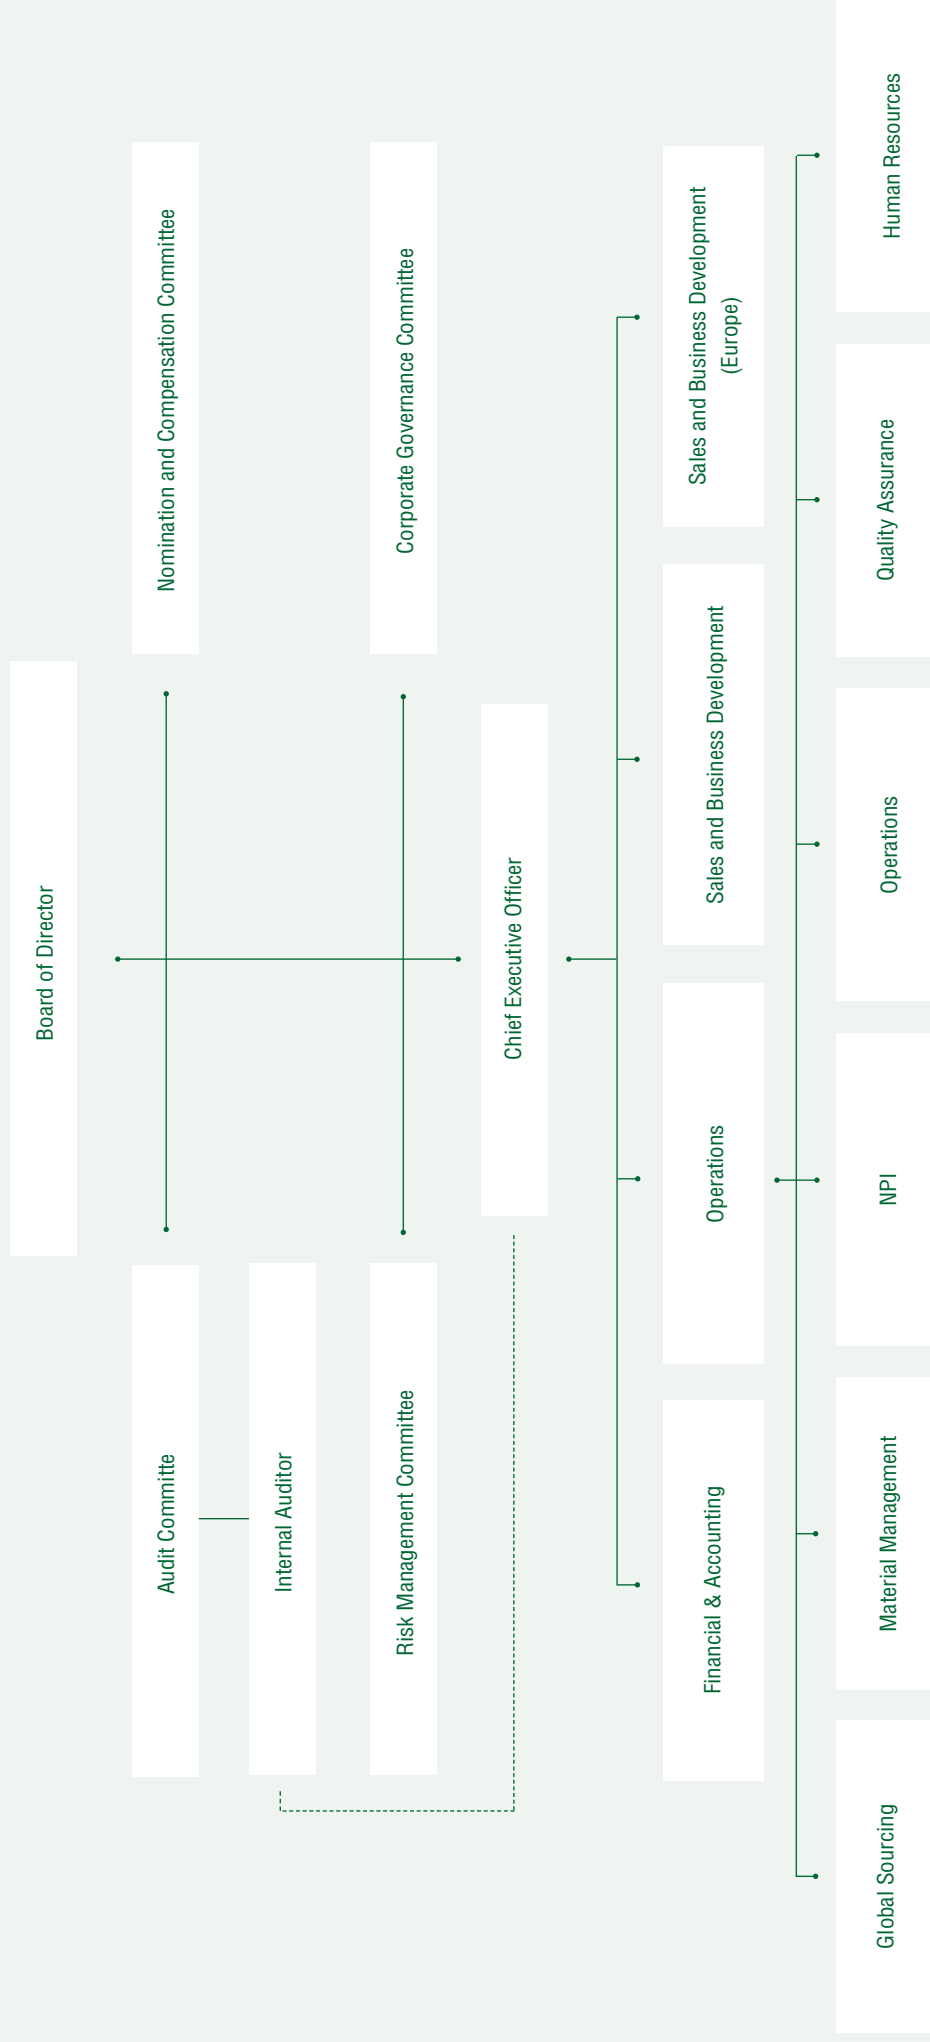 Board of Director
Audit Committe
Nomination and Compensation Committee
Internal Auditor
Risk Management Committee
Corporate Governance Committee
Chief Executive Officer
Financial & Accounting
Operations
Sales and Business Development
Sales and Business Development
(Europe)
Global Sourcing
Material Management
NPI
Operations
Quality Assurance
Human Resources